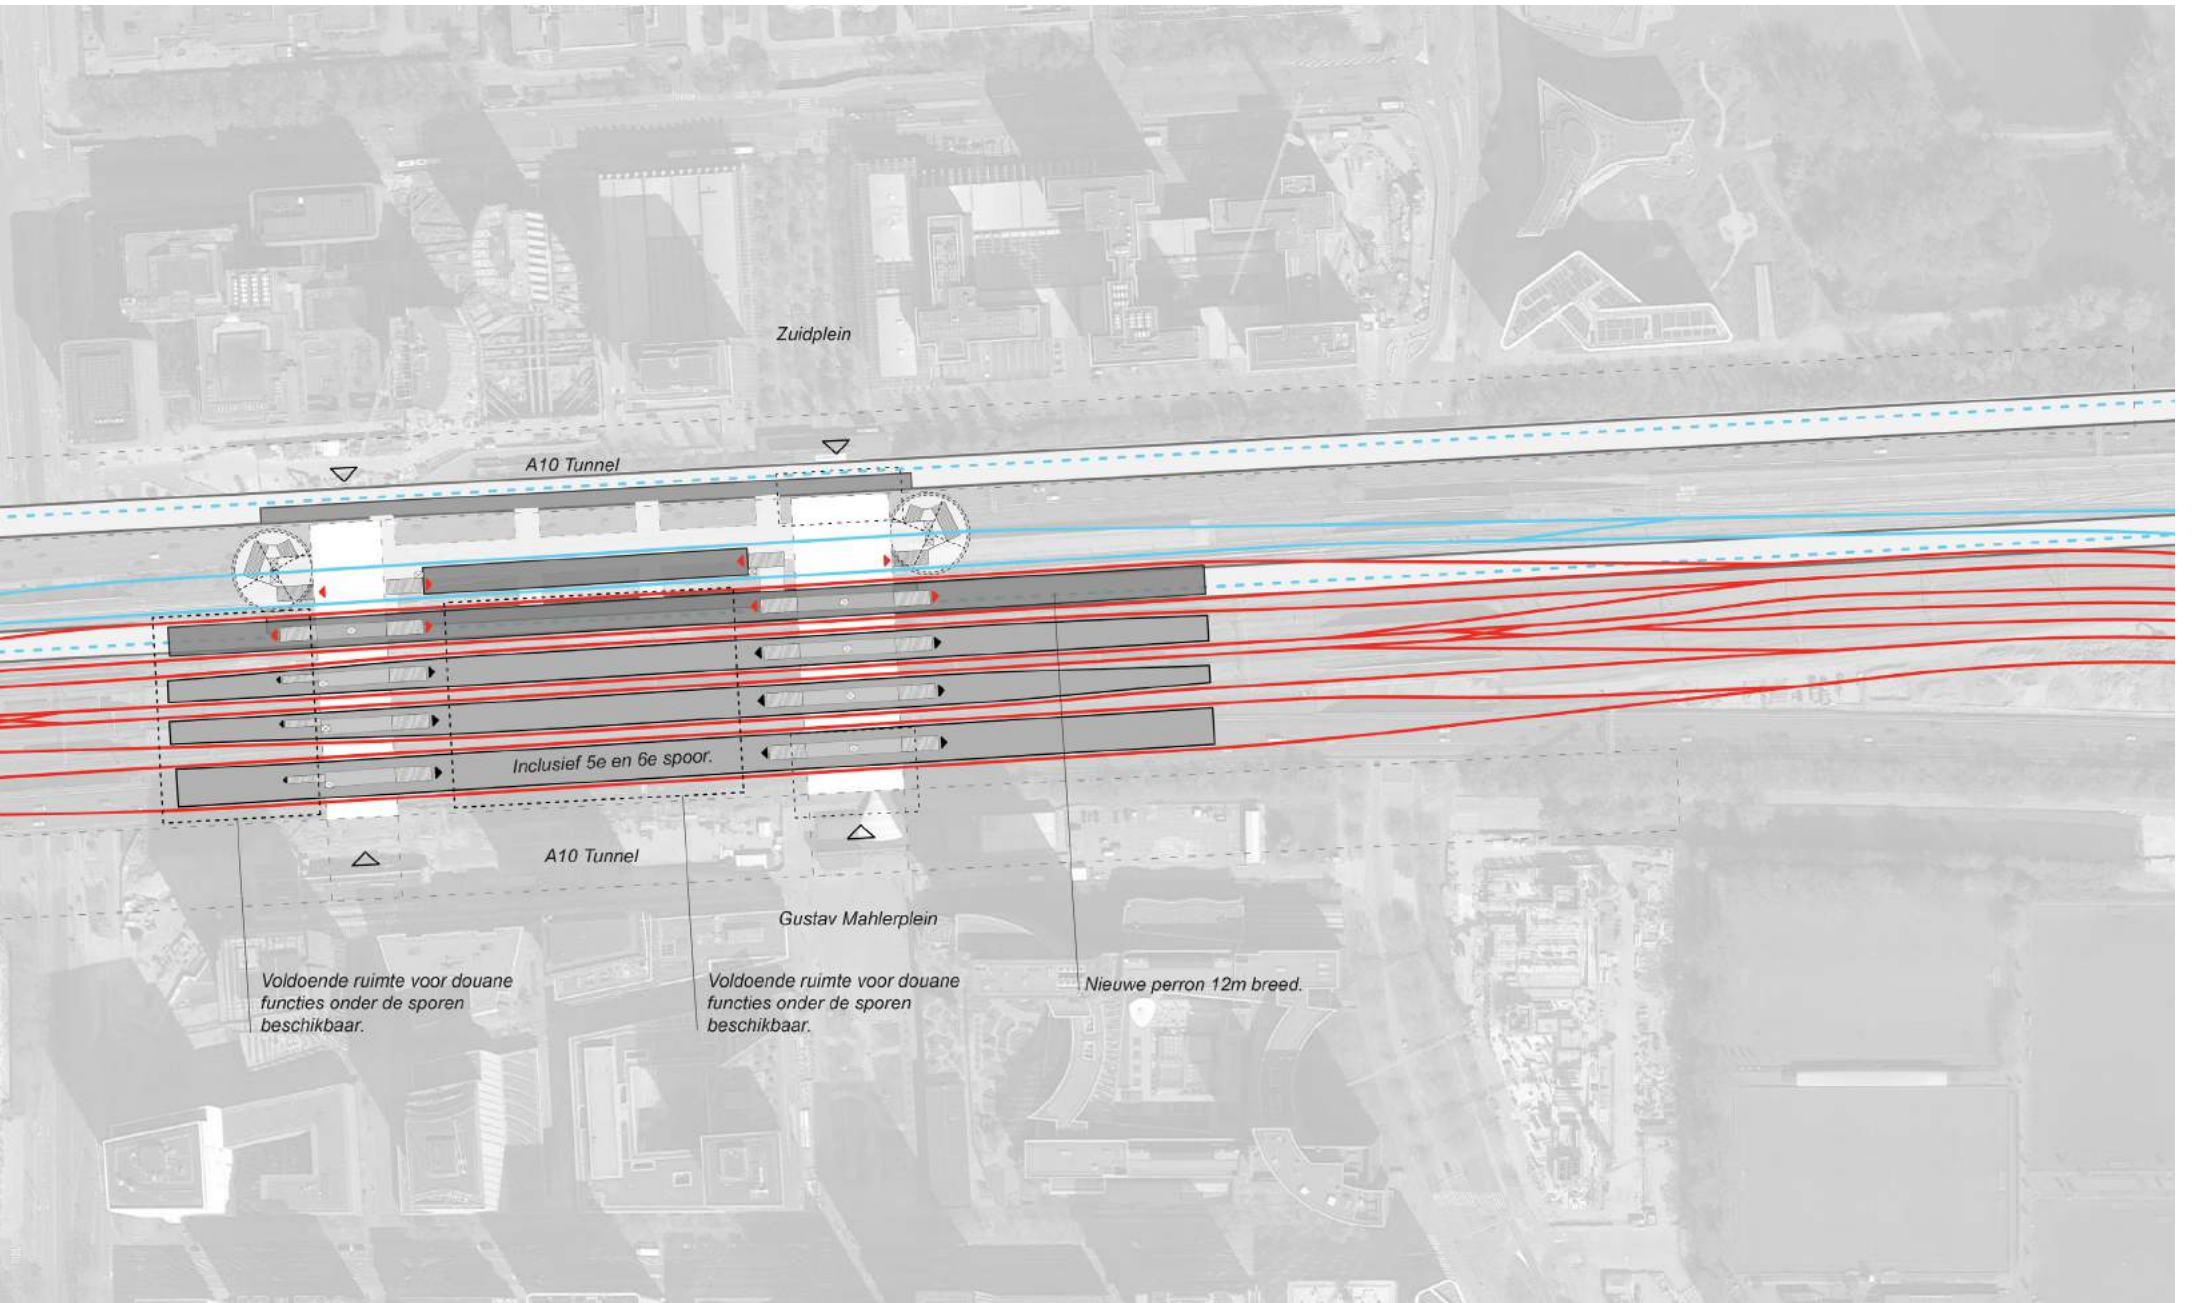 Zuidplein
A10 Tunnel
Inclusief 5e en 6e spoor.
A10 Tunnel
Gustav Mahlerplein
Voldoende ruimte voor douane
functies onder de sporen
beschikbaar.
Voldoende ruimte voor douane
functies onder de sporen
beschikbaar.
Nieuwe perron 12m breed.